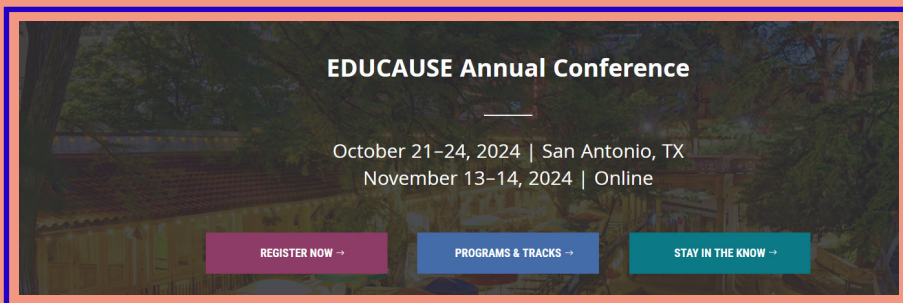 EDUCAUSE Annual Conference
October 21–24, 2024 | San Antonio, TX
November 13–14, 2024 | Online
REGISTER NOW →
PROGRAMS & TRACKS →
STAY IN THE KNOW →